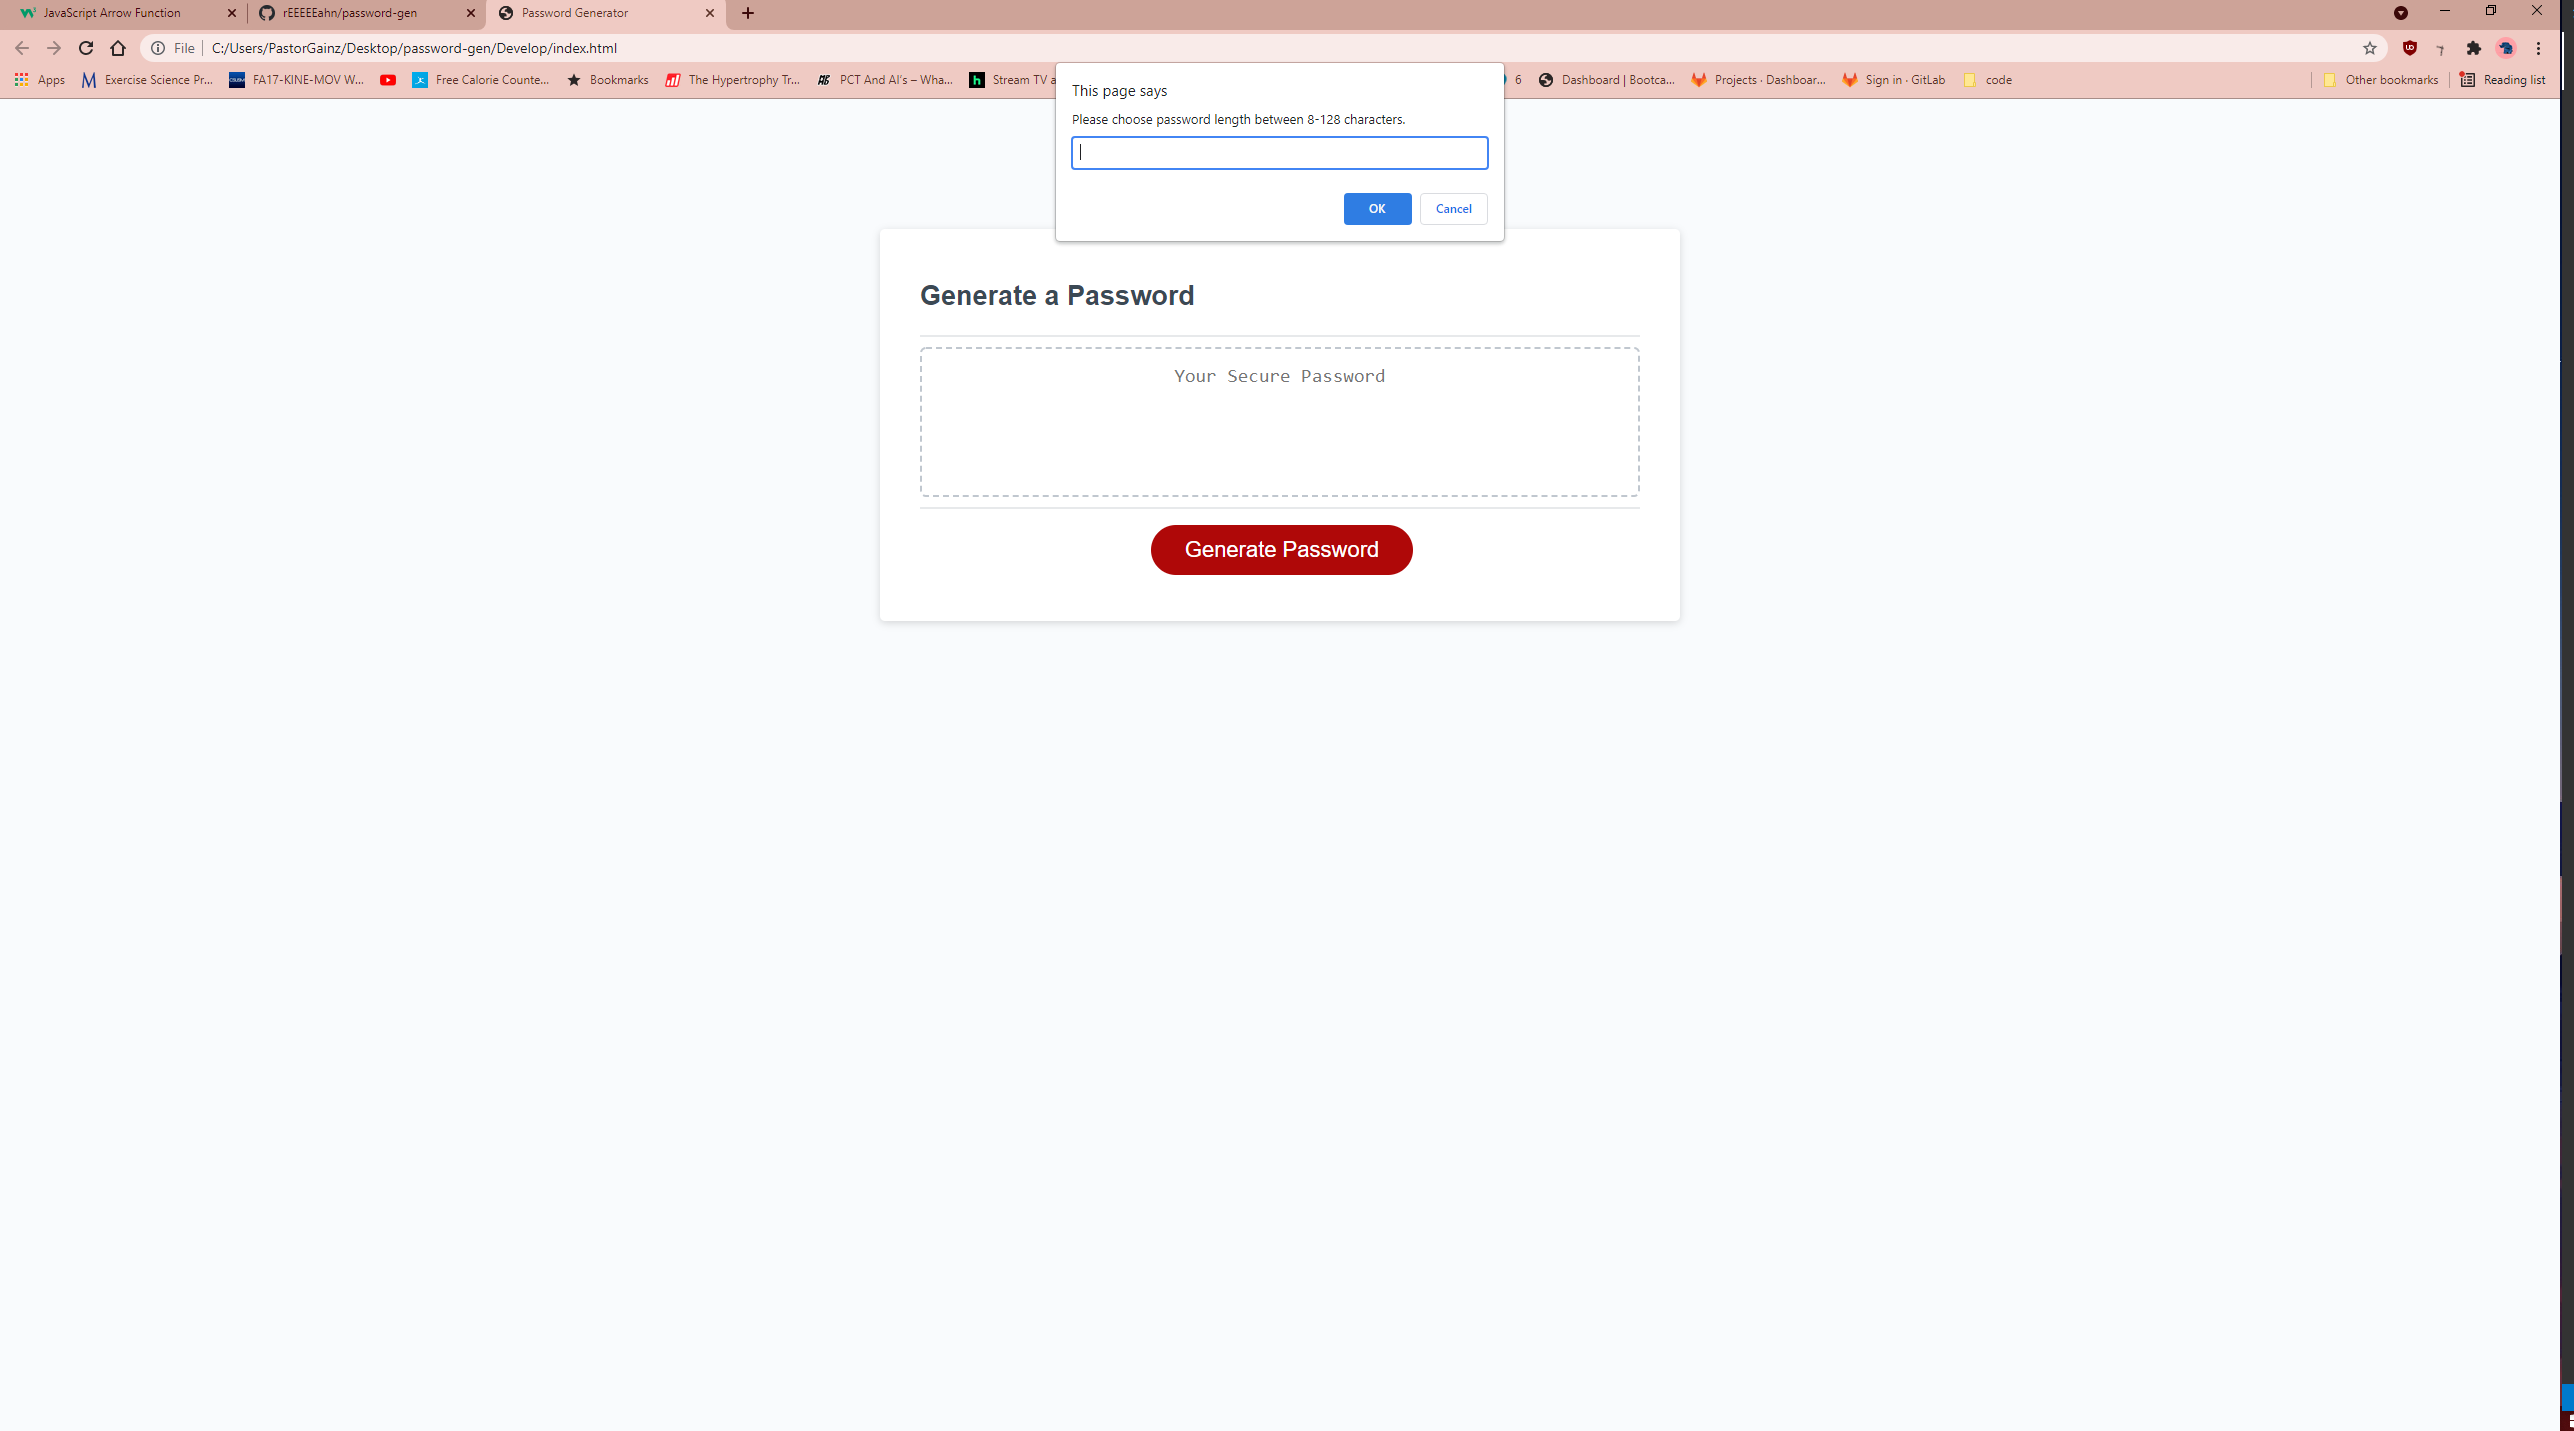 JavaScript Arrow Function
rEEEEEahn/password-gen
Password Generator
File
C:/Users/PastorGainz/Desktop/password-gen/Develop/index.html
Apps
Exercise Science Pr...
FA17-KINE-MOV W...
Free Calorie Counte...
Bookmarks
The Hypertrophy Tr...
PCT And AI's – Wha...
Stream TV a
6
Dashboard | Bootca...
Projects · Dashboar...
Sign in · GitLab
code
Other bookmarks
Reading list
This page says
Please choose password length between 8-128 characters.
OK
Cancel
Generate a Password
Your Secure Password
Generate Password